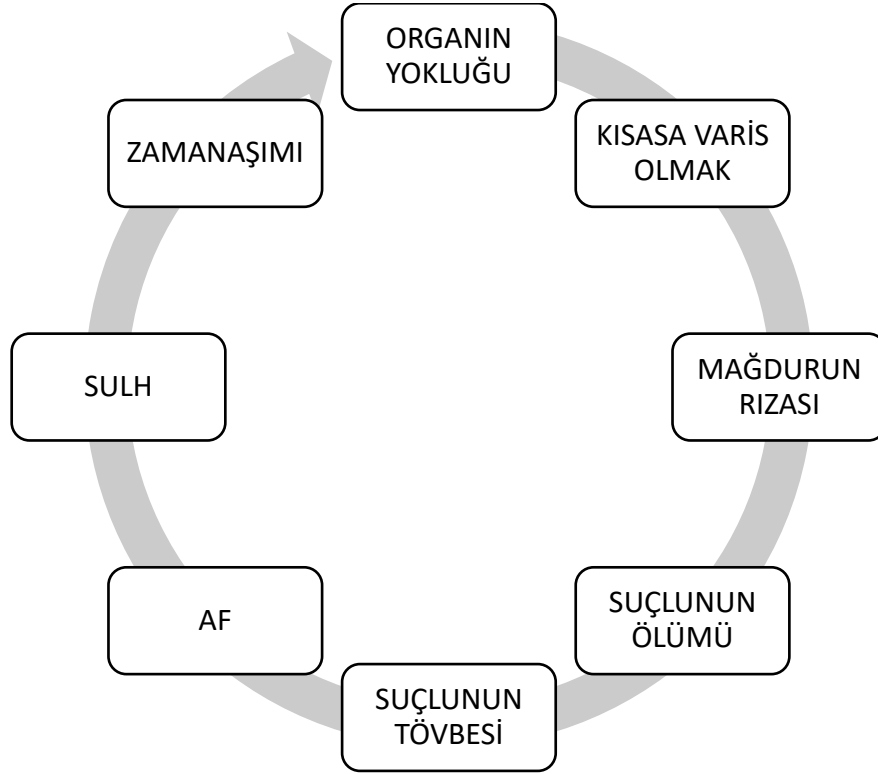 ORGANIN
YOKLUĞU
KISASA VARİS
OLMAK
MAĞDURUN
RIZASI
SUÇLUNUN
ÖLÜMÜ
SUÇLUNUN
TÖVBESİ
AF
SULH
ZAMANAŞIMI